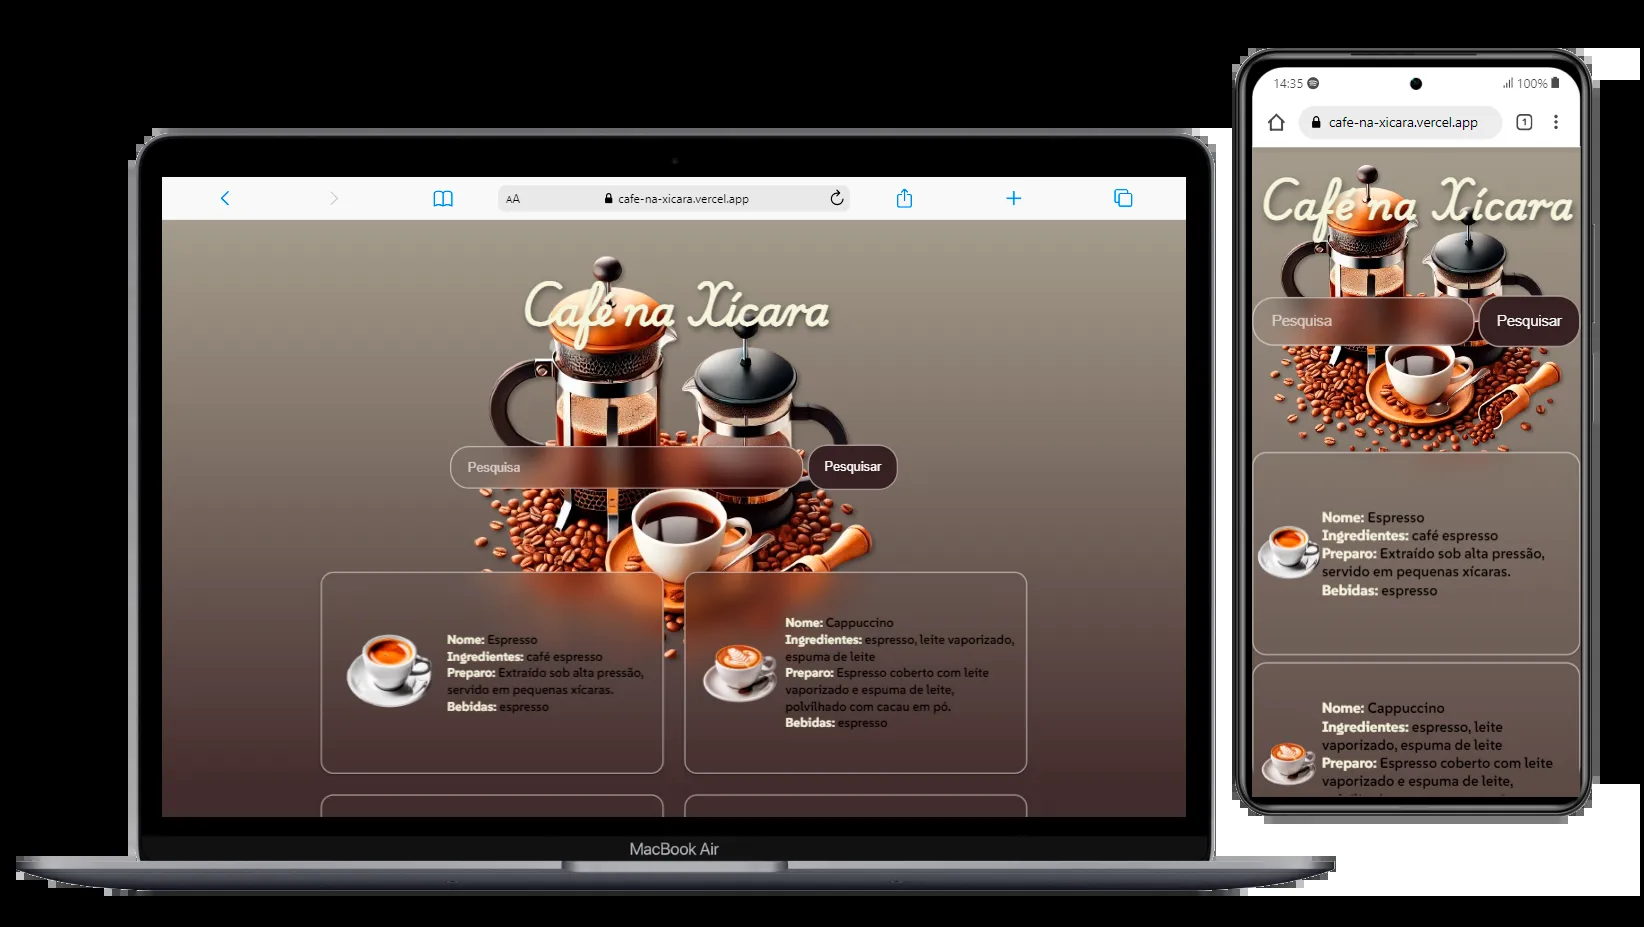 AA cafe-na-xicara.vercel.app
Café na Xícara
Pesquisa
Pesquisar
Nome: Espresso
Ingredientes: café espresso
Preparo: Extraído sob alta pressão,
servido em pequenas xícaras.
Bebidas: espresso
Nome: Cappuccino
Ingredientes: espresso, leite vaporizado,
espuma de leite
Preparo: Espresso coberto com leite
vaporizado e espuma de leite,
polvilhado com cacau em pó.
Bebidas: espresso
MacBook Air
14:35 100%
cafe-na-xicara.vercel.app 1
Café na Xícara
Pesquisa
Pesquisar
Nome: Espresso
Ingredientes: café espresso
Preparo: Extraído sob alta pressão,
servido em pequenas xícaras.
Bebidas: espresso
Nome: Cappuccino
Ingredientes: espresso, leite
vaporizado, espuma de leite
Preparo: Espresso coberto com leite
vaporizado e espuma de leite,